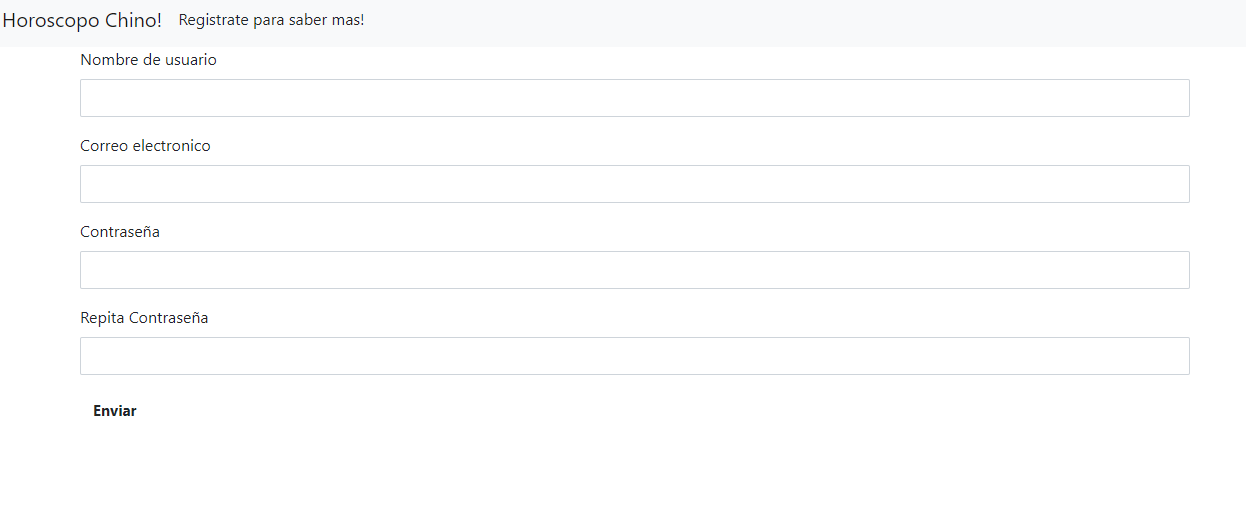 Horoscopo Chino! Registrate para saber mas!
Nombre de usuario
Correo electronico
Contraseña
Repita Contraseña
Enviar